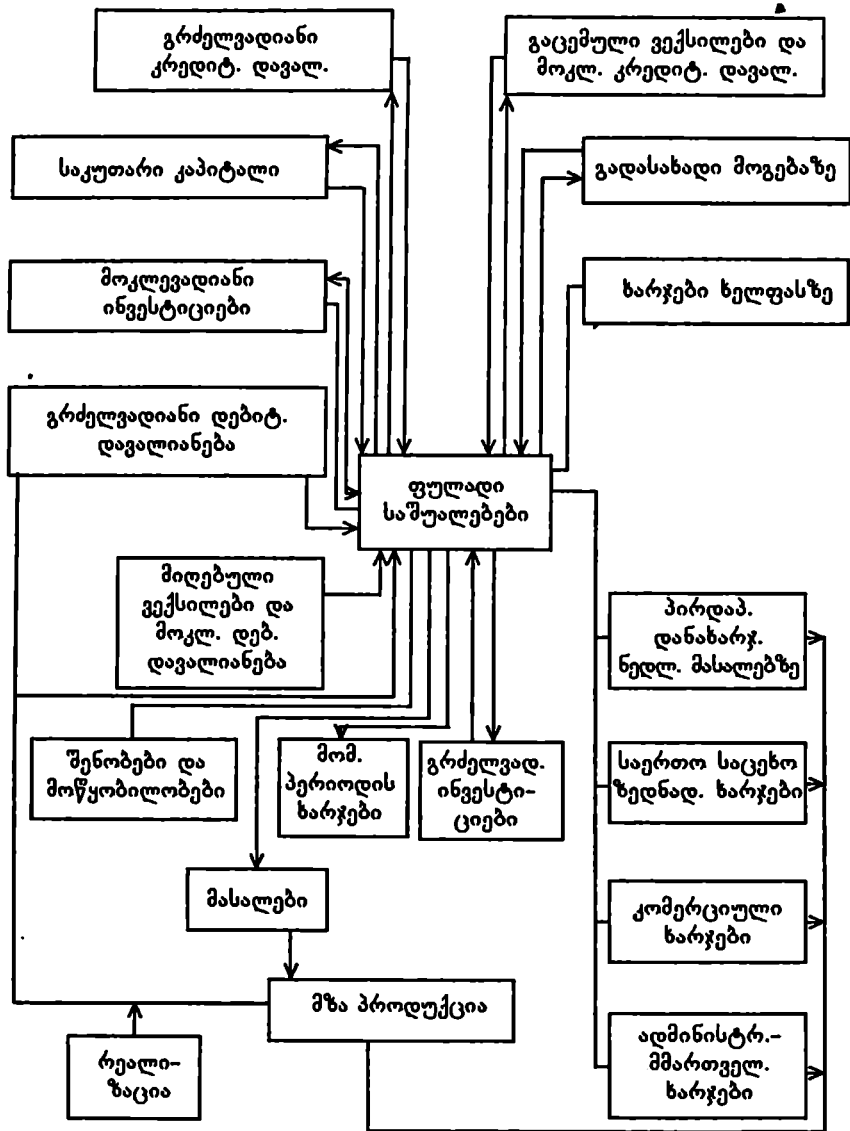 გრძელვადიანი
კრედიტ. დავალ.
გაცემული ვექსილები და
მოკლ. კრედიტ. დავალ.
საკუთარი კაპიტალი
გადასახადი მოგებაზე
მოკლევადიანი
ინვესტიციები
ხარჯები ხელფასზე
გრძელვადიანი დებიტ.
დავალიანება
ფულადი
საშუალებები
მიღებული
ვექსილები და
მოკლ. დებ.
დავალიანება
პირდაპ.
დანახარჯ.
ნედლ. მასალებზე
შენობები და
მოწყობილობები
მომ.
პერიოდის
ხარჯები
გრძელვად.
ინვესტი-
ციები
საერთო საცეხო
ზედნად. ხარჯები
მასალები
კომერციული
ხარჯები
მზა პროდუქცია
რეალი-
ზაცია
ადმინისტრ.-
მმართველ.
ხარჯები